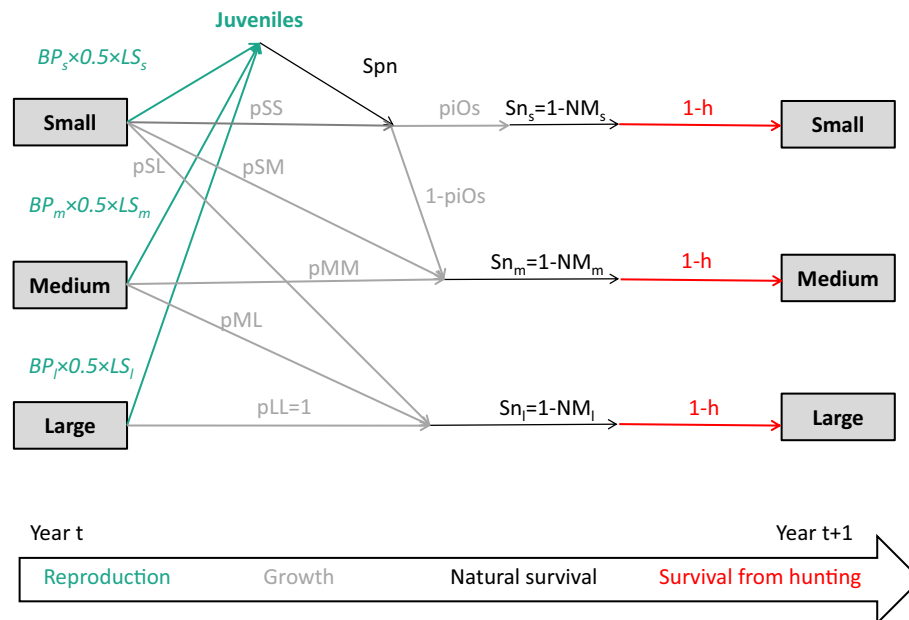 Juveniles
BPₛ×0.5×LSₛ
Spn
Small
pSS
piOs
Snₛ=1-NMₛ
1-h
Small
pSL
pSM
1-piOs
BPₘ×0.5×LSₘ
Medium
pMM
Snₘ=1-NMₘ
1-h
Medium
pML
BPₗ×0.5×LSₗ
Large
pLL=1
Snₗ=1-NMₗ
1-h
Large
Year t
Year t+1
Reproduction
Growth
Natural survival
Survival from hunting